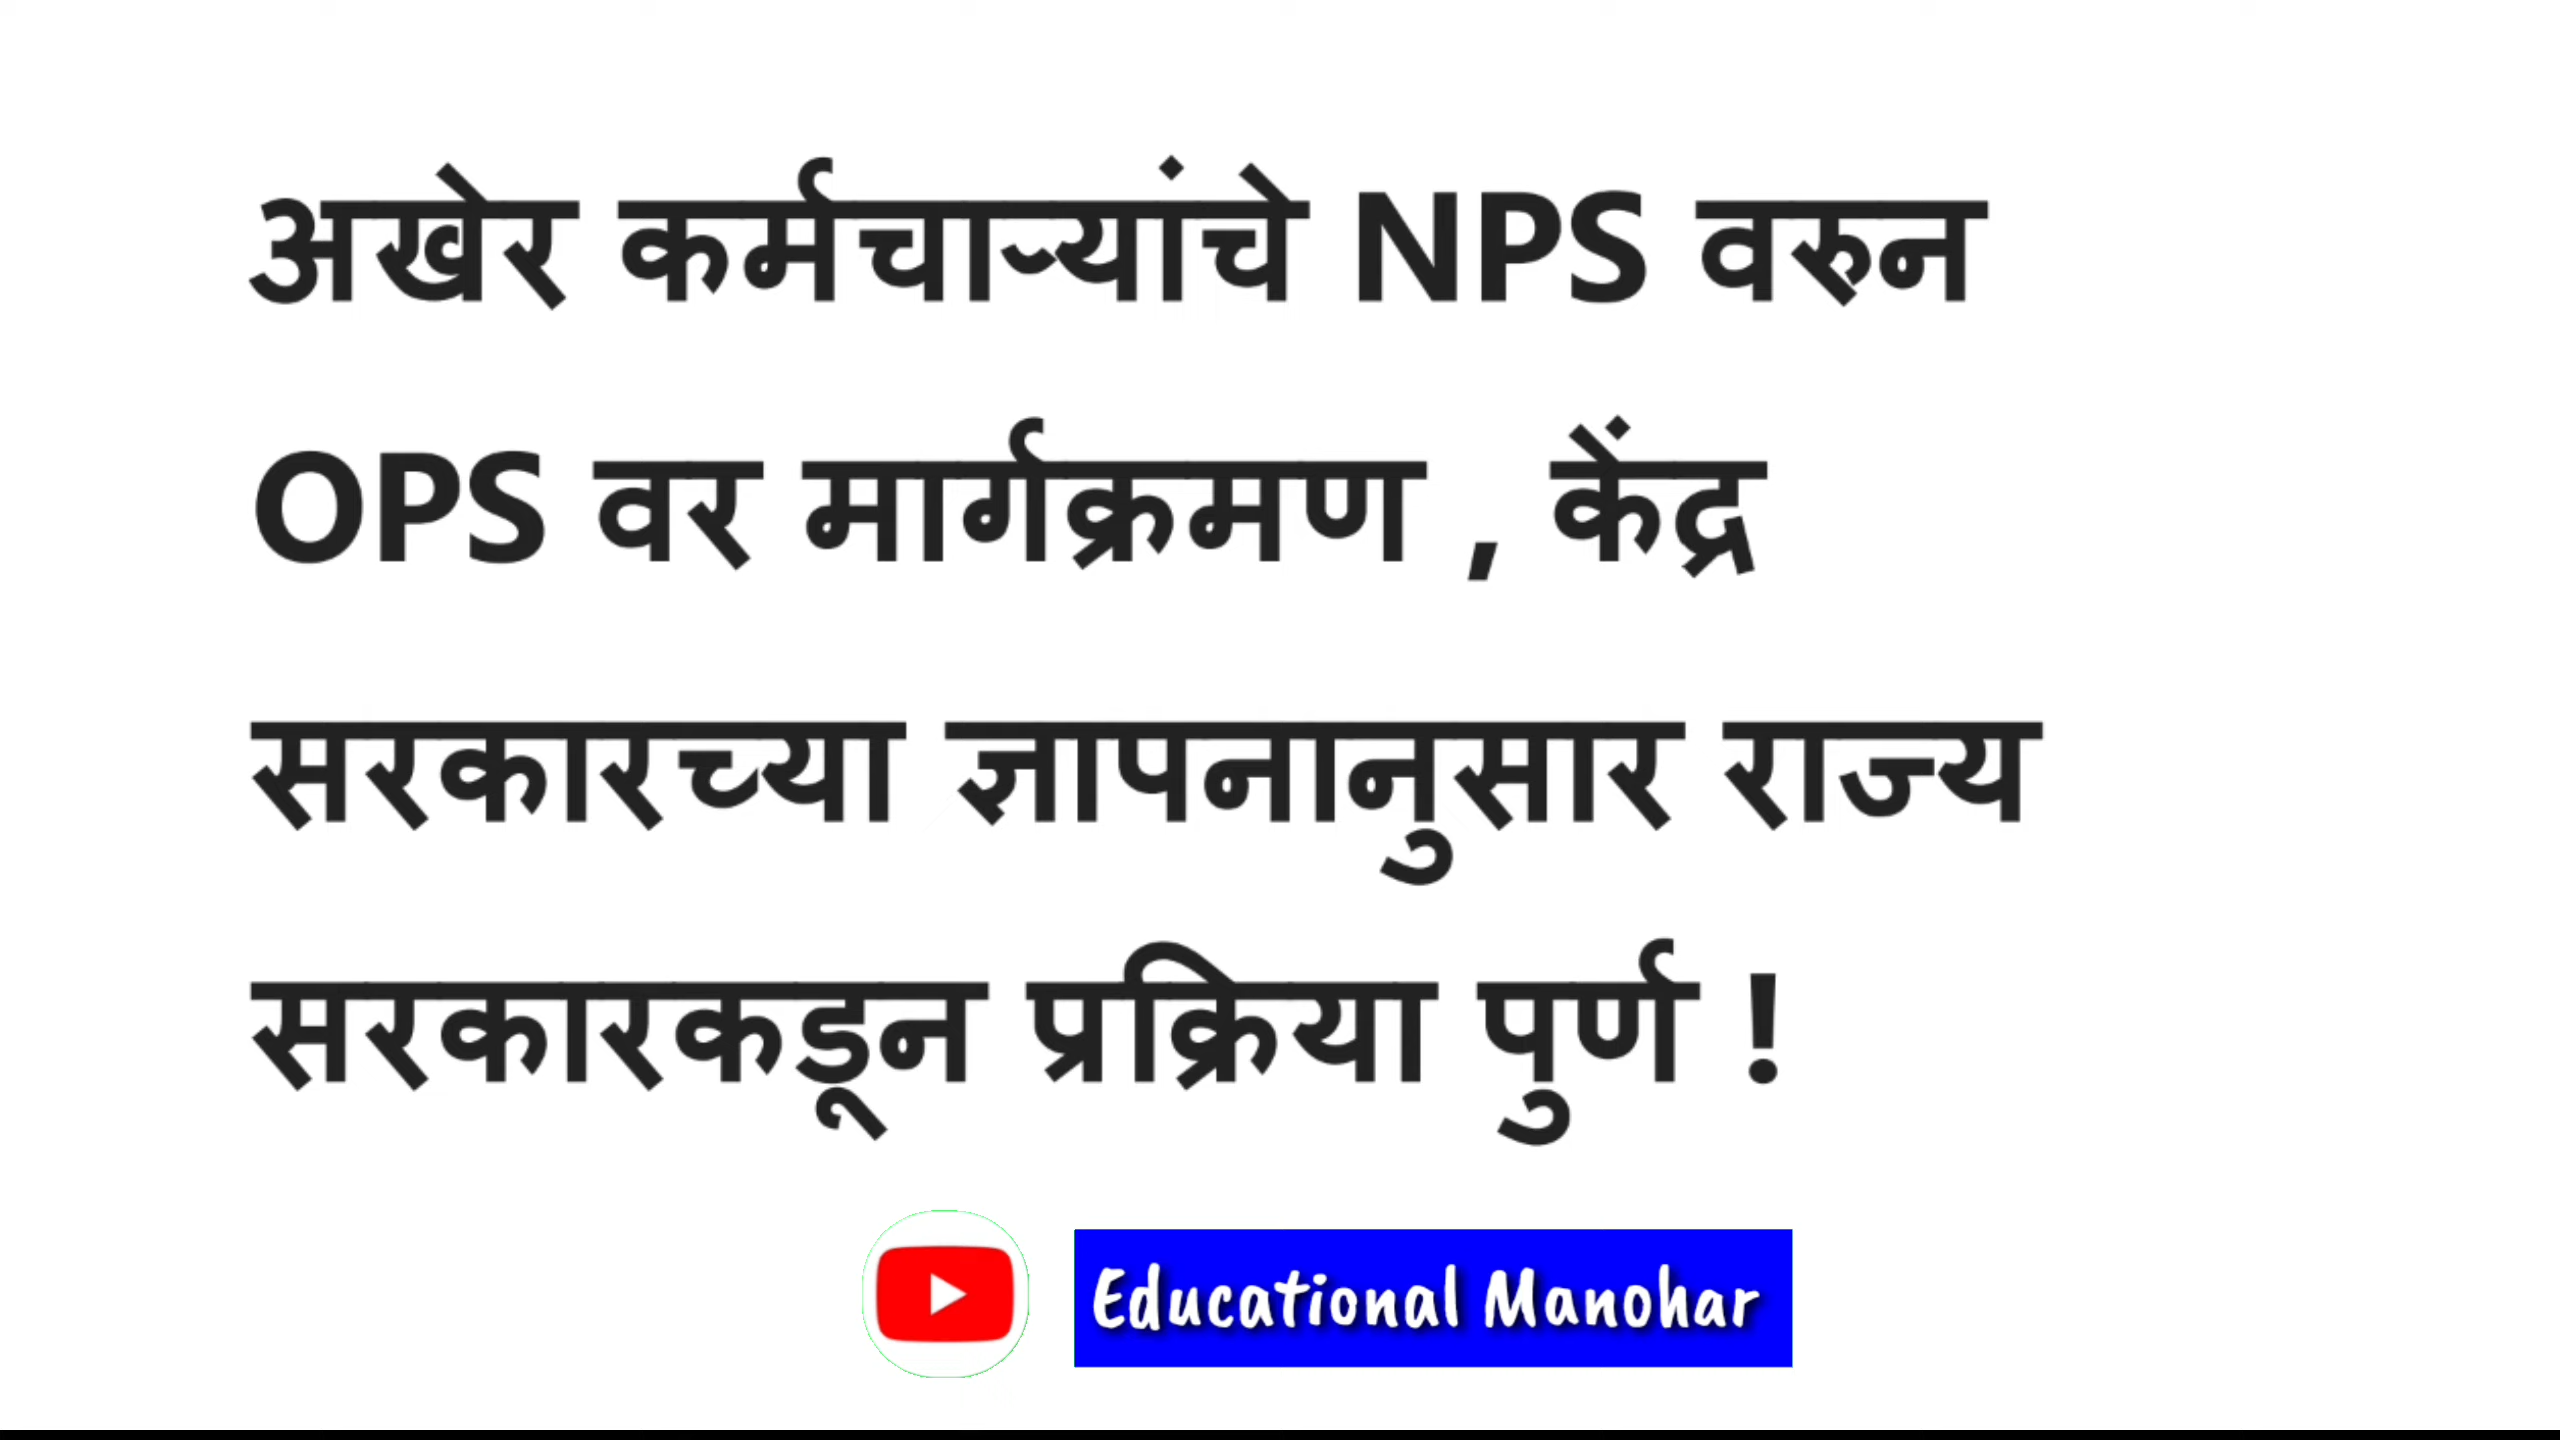 अखेर कर्मचाऱ्यांचे NPS वरुन
OPS वर मार्गक्रमण , केंद्र
सरकारच्या ज्ञापनानुसार राज्य
सरकारकडून प्रक्रिया पुर्ण !
Educational Manohar